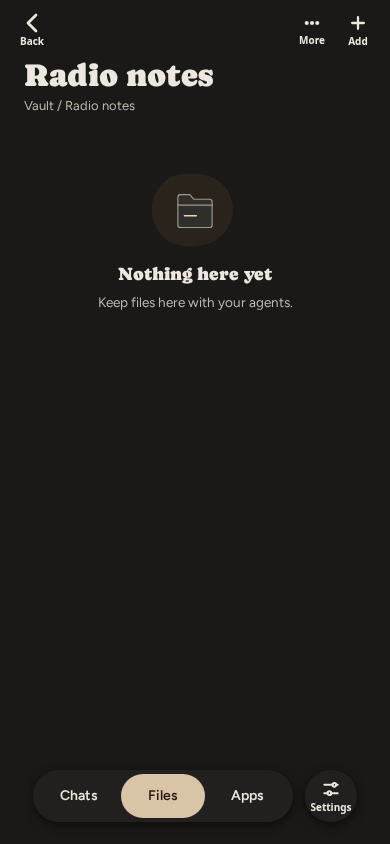 Back
More
Add
Radio notes
Vault / Radio notes
Nothing here yet
Keep files here with your agents.
Chats
Files
Apps
Settings